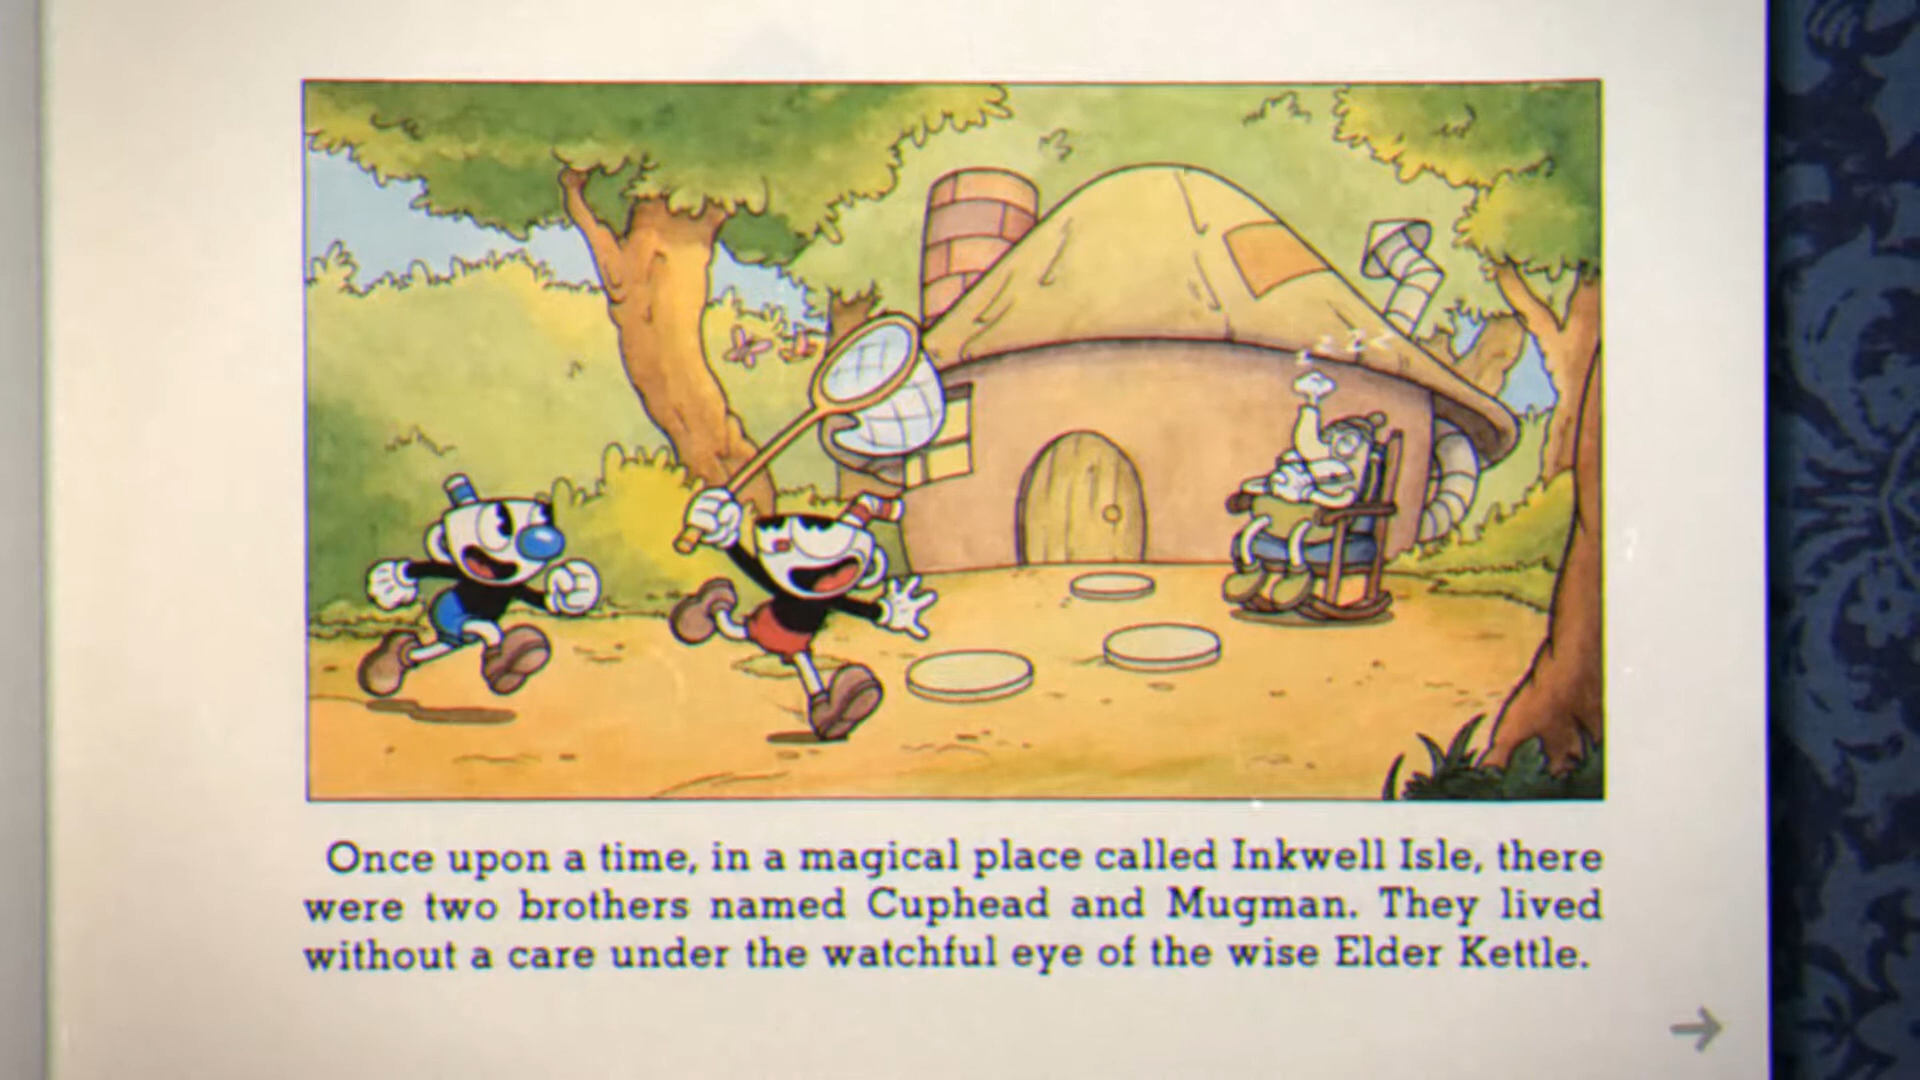 z z z z
Once upon a time, in a magical place called Inkwell Isle, there
were two brothers named Cuphead and Mugman. They lived
without a care under the watchful eye of the wise Elder Kettle.